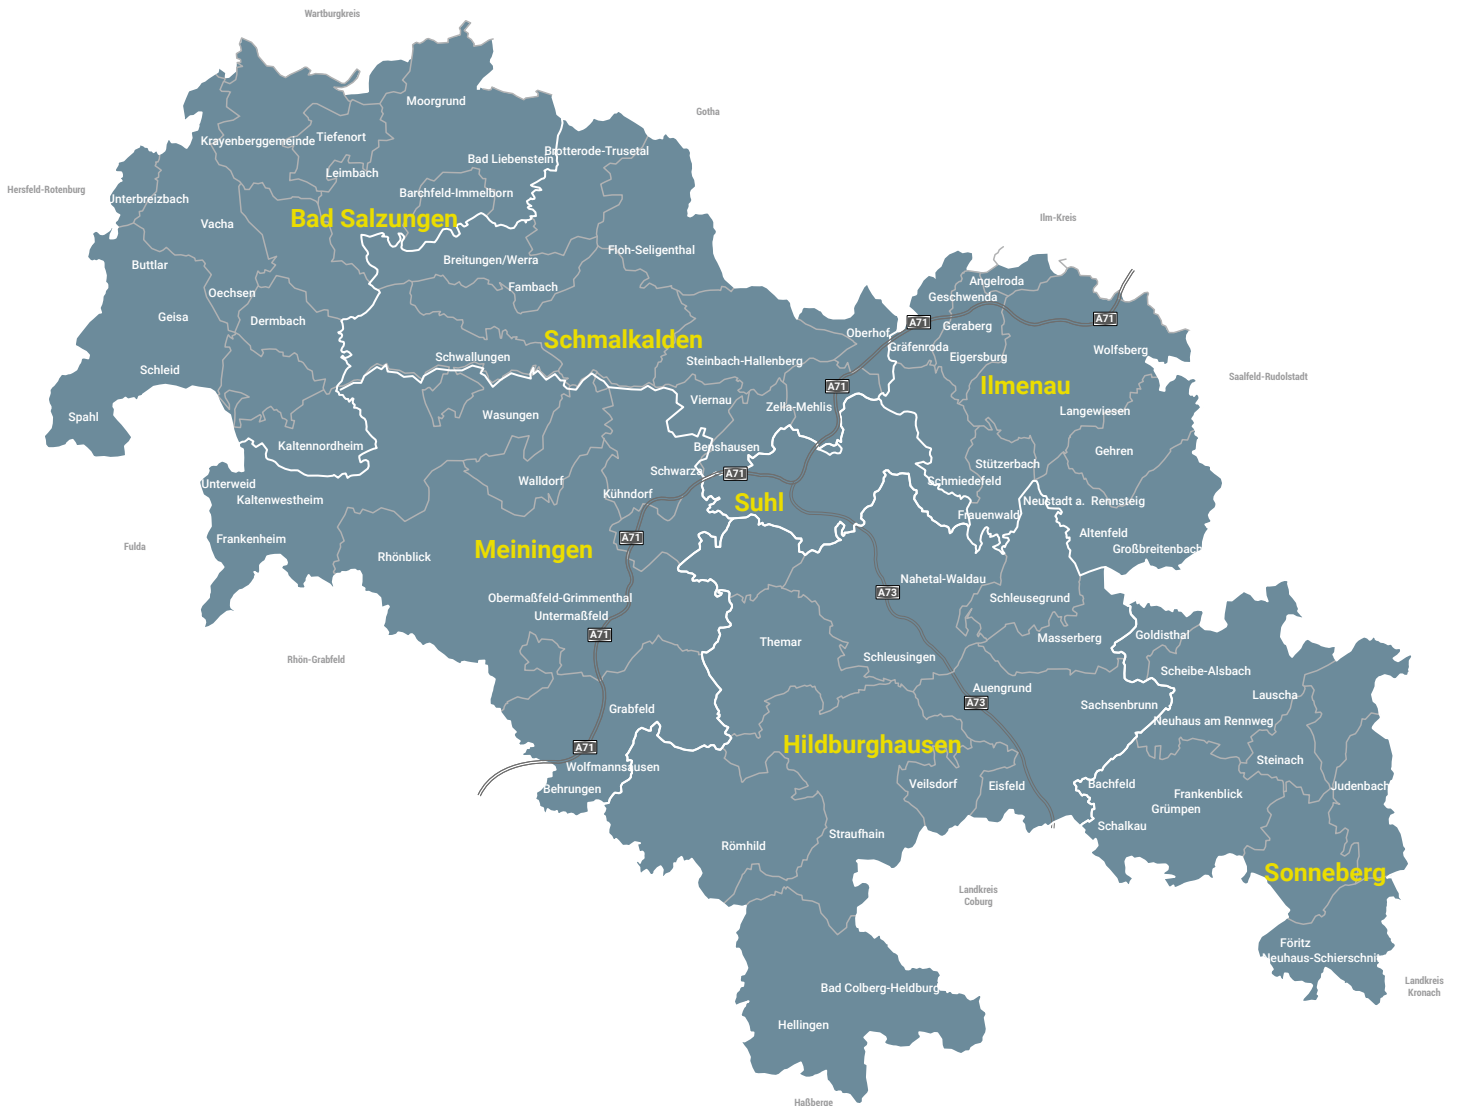 Wartburgkreis
Moorgrund
Gotha
Krayenberggemeinde
Tiefenort
Brotterode-Trusetal
Bad Liebenstein
Leimbach
Hersfeld-Rotenburg
Barchfeld-Immelborn
Unterbreizbach
Vacha
Bad Salzungen
Ilm-Kreis
Floh-Seligenthal
Breitungen/Werra
Buttlar
Fambach
Angelroda
Oechsen
Geschwenda
Geisa
Dermbach
A71
A71
Geraberg
Oberhof
Schmalkalden
Gräfenroda
Wolfsberg
Schwallungen
Eigersburg
Steinbach-Hallenberg
Schleid
Saalfeld-Rudolstadt
A71
Ilmenau
Viernau
Zella-Mehlis
Langewiesen
Spahl
Wasungen
Kaltennordheim
Benshausen
Gehren
Stützerbach
Schwarza
A71
Unterweid
Walldorf
Schmiedefeld
Kühndorf
Kaltenwestheim
Suhl
Neustadt a. Rennsteig
Frauenwald
Altenfeld
Frankenheim
A71
Fulda
Meiningen
Großbreitenbach
Rhönblick
Nahetal-Waldau
A73
Obermaßfeld-Grimmenthal
Schleusegrund
Untermaßfeld
A71
Goldisthal
Masserberg
Themar
Rhön-Grabfeld
Schleusingen
Scheibe-Alsbach
Auengrund
Lauscha
A73
Sachsenbrunn
Grabfeld
Neuhaus am Rennweg
Hildburghausen
A71
Steinach
Wolfmannsausen
Veilsdorf
Eisfeld
Bachfeld
Judenbach
Behrungen
Frankenblick
Grümpen
Schalkau
Straufhain
Römhild
Sonneberg
Landkreis
Coburg
Föritz
Neuhaus-Schierschnit
Bad Colberg-Heldburg
Landkreis
Kronach
Hellingen
Haßberge